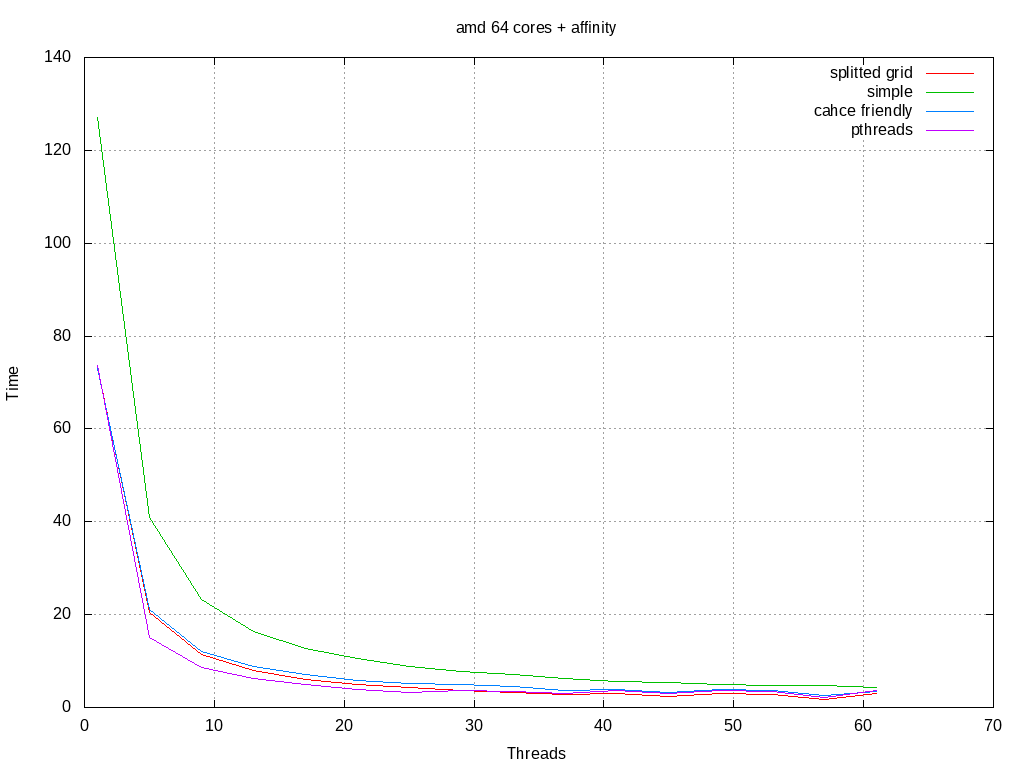 amd 64 cores + affinity
splitted grid
simple
cahce friendly
pthreads
140
120
100
80
60
40
20
0
Time
0 10 20 30 40 50 60 70
Threads